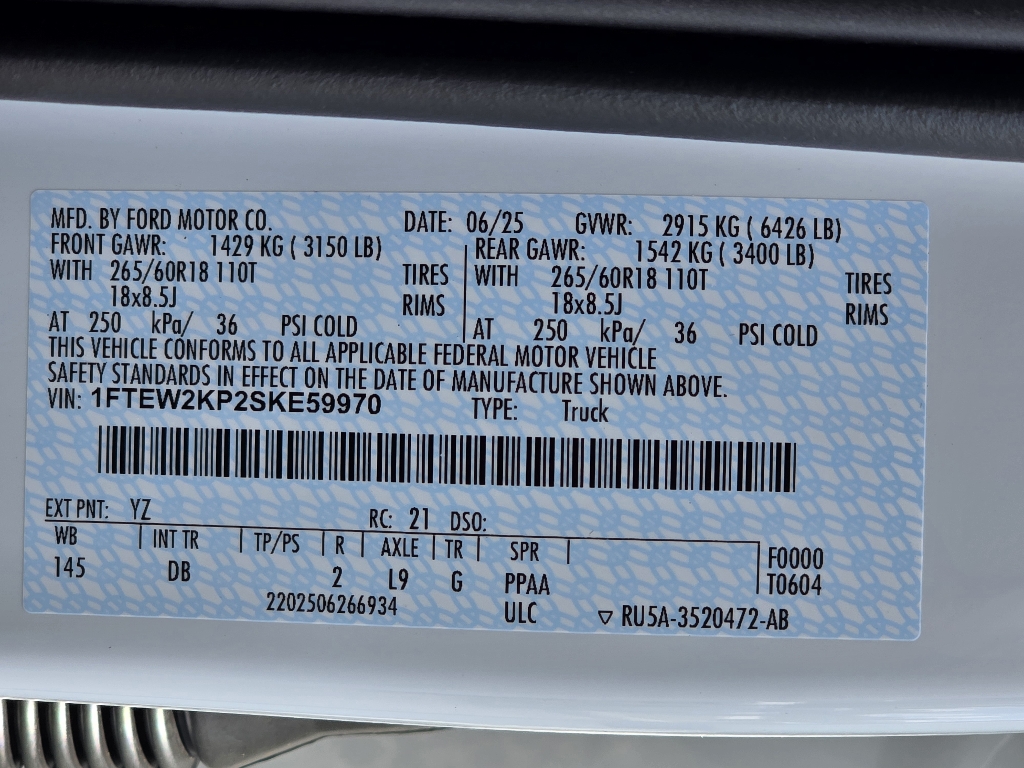 MFD. BY FORD MOTOR CO. DATE: 06/25 GVWR: 2915 KG ( 6426 LB)
FRONT GAWR: 1429 KG ( 3150 LB) REAR GAWR: 1542 KG ( 3400 LB)
WITH 265/60R18 110T TIRES WITH 265/60R18 110T TIRES
18x8.5J RIMS 18x8.5J RIMS
AT 250 kPa/ 36 PSI COLD AT 250 kPa/ 36 PSI COLD
THIS VEHICLE CONFORMS TO ALL APPLICABLE FEDERAL MOTOR VEHICLE
SAFETY STANDARDS IN EFFECT ON THE DATE OF MANUFACTURE SHOWN ABOVE.
VIN: 1FTEW2KP2SKE59970 TYPE: Truck
EXT PNT: YZ RC: 21 DSO:
WB INT TR TP/PS R AXLE TR SPR F0000
145 DB 2 L9 G PPAA T0604
2202506266934 ULC ▽ RU5A-3520472-AB